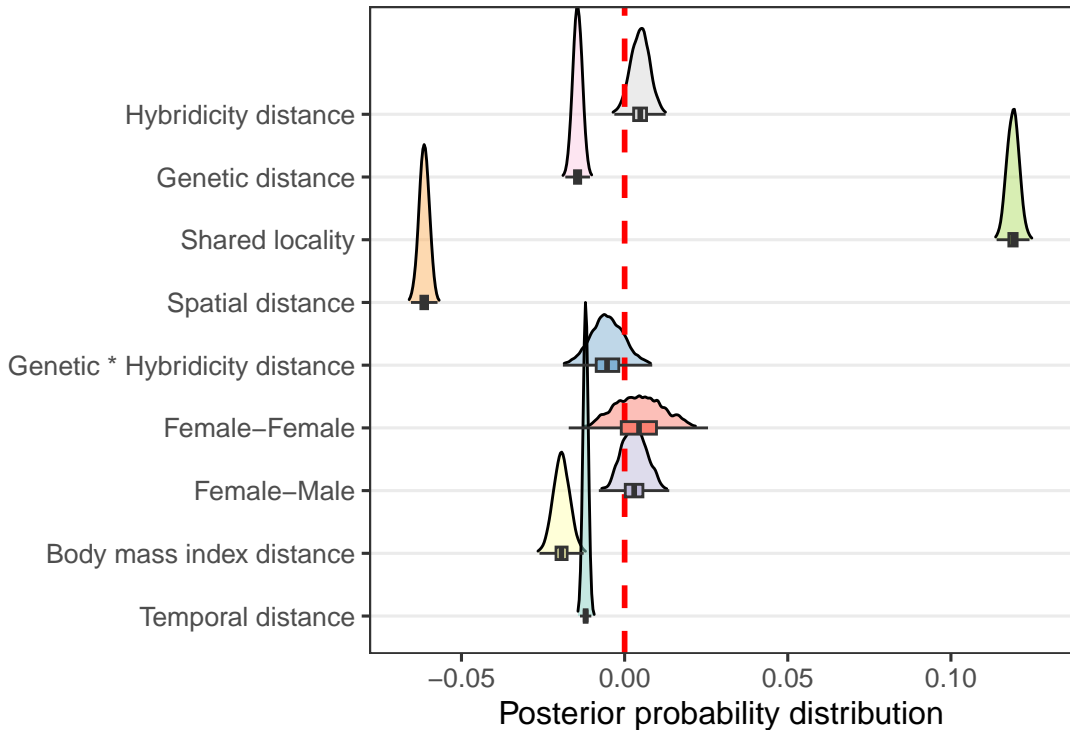 Hybridicity distance
Genetic distance
Shared locality
Spatial distance
Genetic * Hybridicity distance
Female−Female
Female−Male
Body mass index distance
Temporal distance
−0.05 0.00 0.05 0.10
Posterior probability distribution